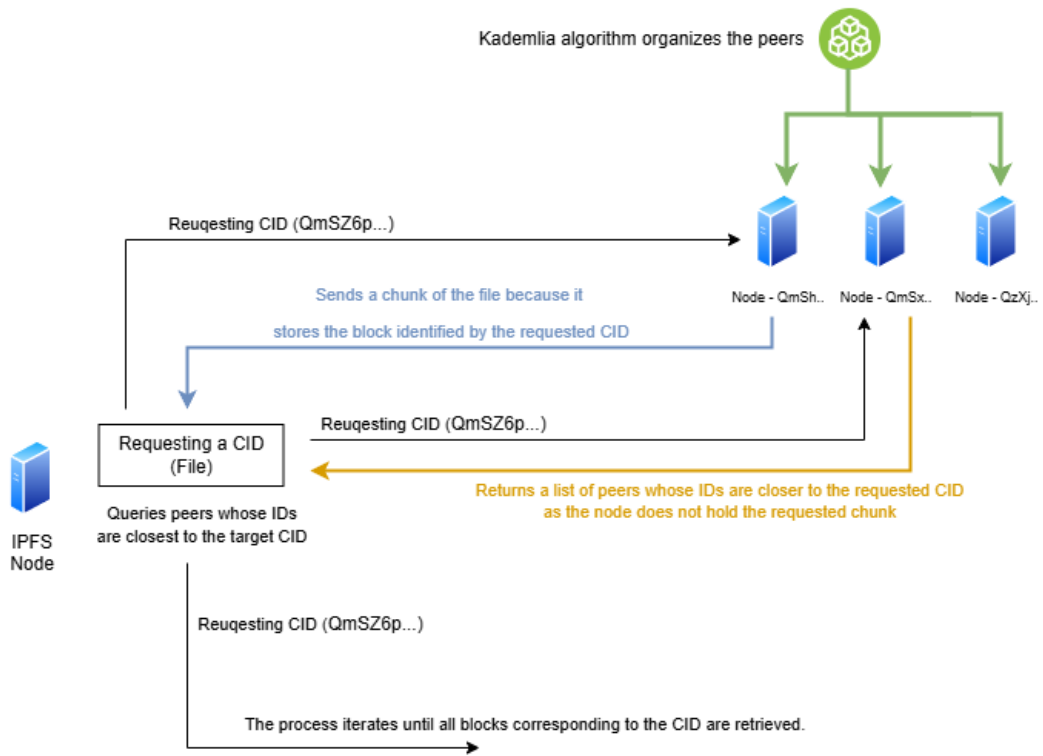 Kademlia algorithm organizes the peers
Reuqesting CID (QmSZ6p...)
Sends a chunk of the file because it
stores the block identified by the requested CID
Node - QmSh..
Node - QmSx..
Node - QzXj..
Requesting a CID
(File)
Reuqesting CID (QmSZ6p...)
Returns a list of peers whose IDs are closer to the requested CID
as the node does not hold the requested chunk
Queries peers whose IDs
are closest to the target CID
IPFS
Node
Reuqesting CID (QmSZ6p...)
The process iterates until all blocks corresponding to the CID are retrieved.